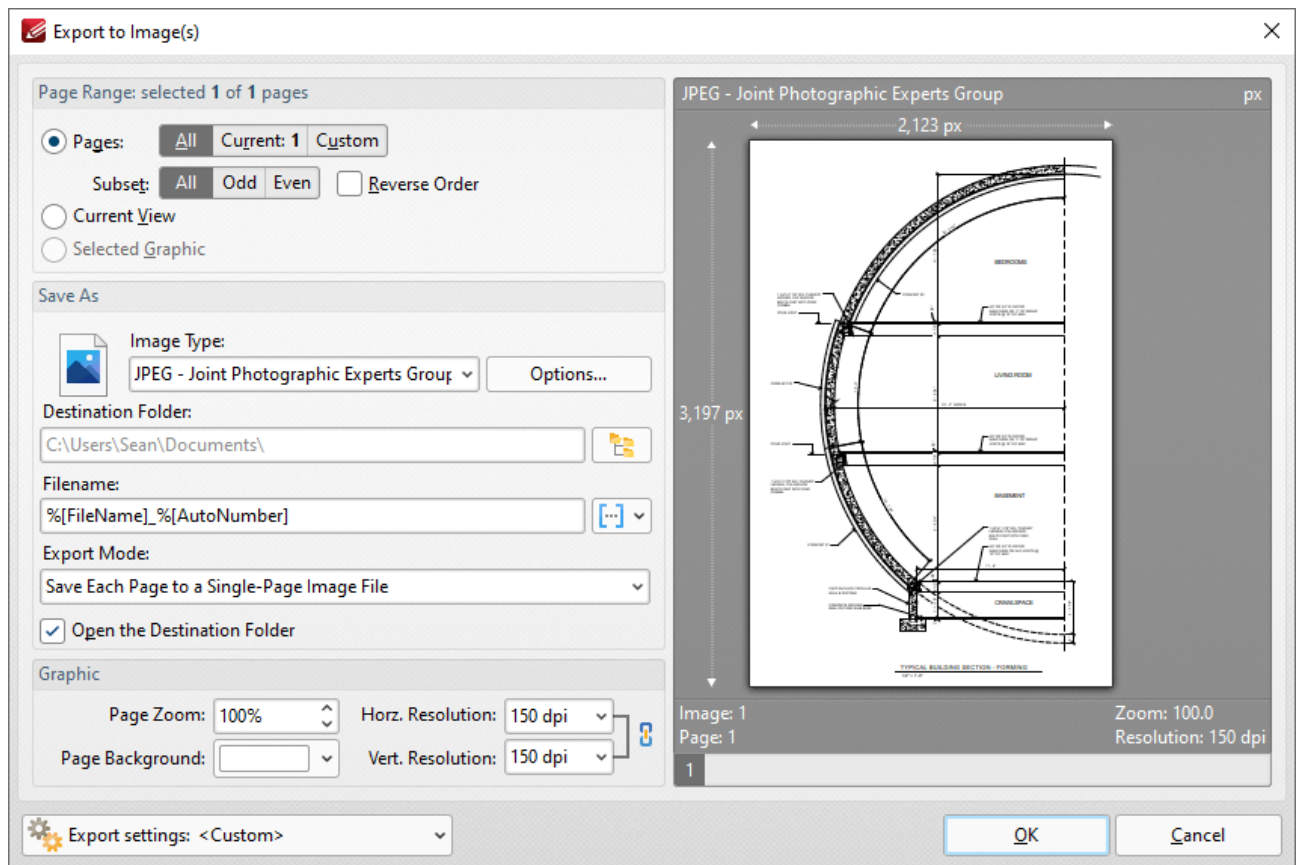 Export to Image(s)
Page Range: selected 1 of 1 pages
Pages: All Current: 1 Custom
Subset: All Odd Even Reverse Order
Current View
Selected Graphic
Save As
Image Type:
JPEG - Joint Photographic Experts Group Options...
Destination Folder:
C:\Users\Sean\Documents\
Filename:
%[FileName]_%[AutoNumber]
Export Mode:
Save Each Page to a Single-Page Image File
Open the Destination Folder
Graphic
Page Zoom: 100% Horz. Resolution: 150 dpi
Page Background: Vert. Resolution: 150 dpi
JPEG - Joint Photographic Experts Group px
2,123 px
3,197 px
BEDROOMS
LIVING ROOM
BASEMENT
CRAWLSPACE
TYPICAL BUILDING SECTION - FORMING
Image: 1 Zoom: 100.0
Page: 1 Resolution: 150 dpi
1
Export settings: <Custom> OK Cancel